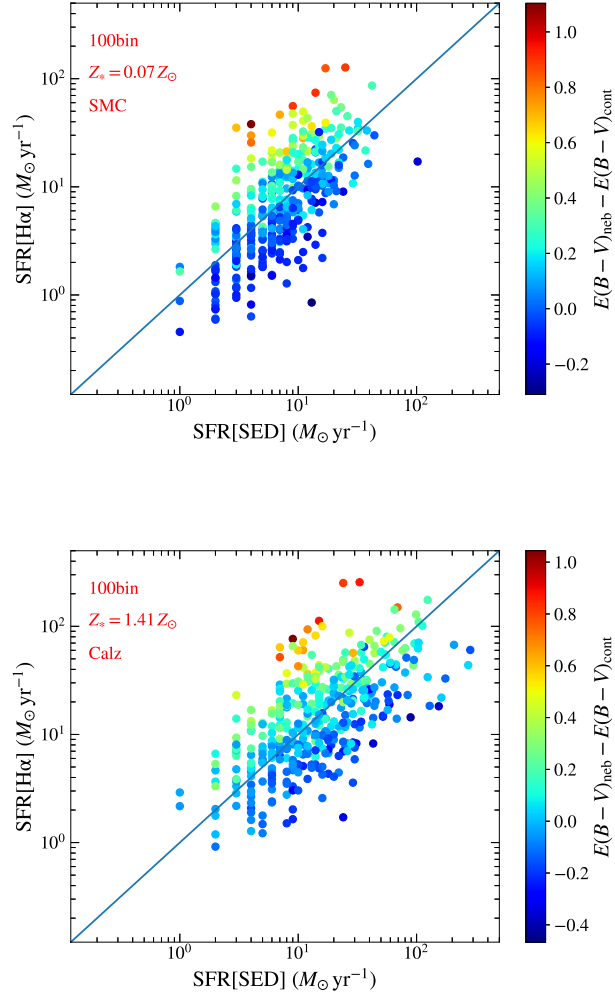 100bin
Z* = 0.07 Z⊙
SMC
10²
10¹
10⁰
SFR[Hα] (M⊙ yr⁻¹)
10⁰ 10¹ 10²
SFR[SED] (M⊙ yr⁻¹)
1.0
0.8
0.6
0.4
0.2
0.0
−0.2
E(B − V)neb − E(B − V)cont
100bin
Z* = 1.41 Z⊙
Calz
10²
10¹
10⁰
SFR[Hα] (M⊙ yr⁻¹)
10⁰ 10¹ 10²
SFR[SED] (M⊙ yr⁻¹)
1.0
0.8
0.6
0.4
0.2
0.0
−0.2
−0.4
E(B − V)neb − E(B − V)cont